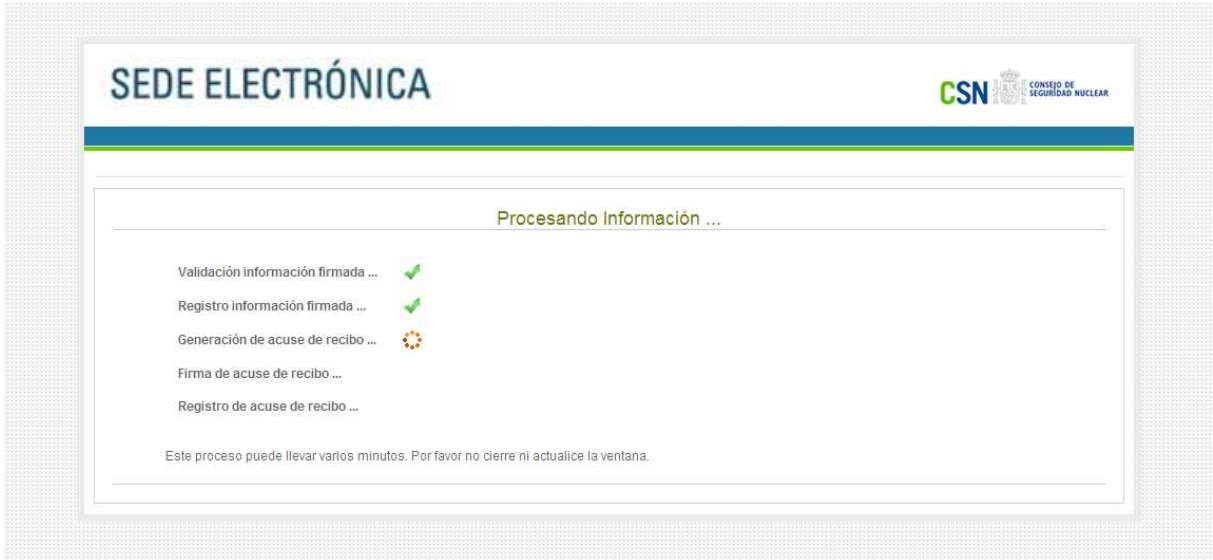 SEDE ELECTRÓNICA
CSN
CONSEJO DE
SEGURIDAD NUCLEAR
Procesando Información ...
Validación información firmada ...
Registro información firmada ...
Generación de acuse de recibo ...
Firma de acuse de recibo ...
Registro de acuse de recibo ...
Este proceso puede llevar varios minutos. Por favor no cierre ni actualice la ventana.